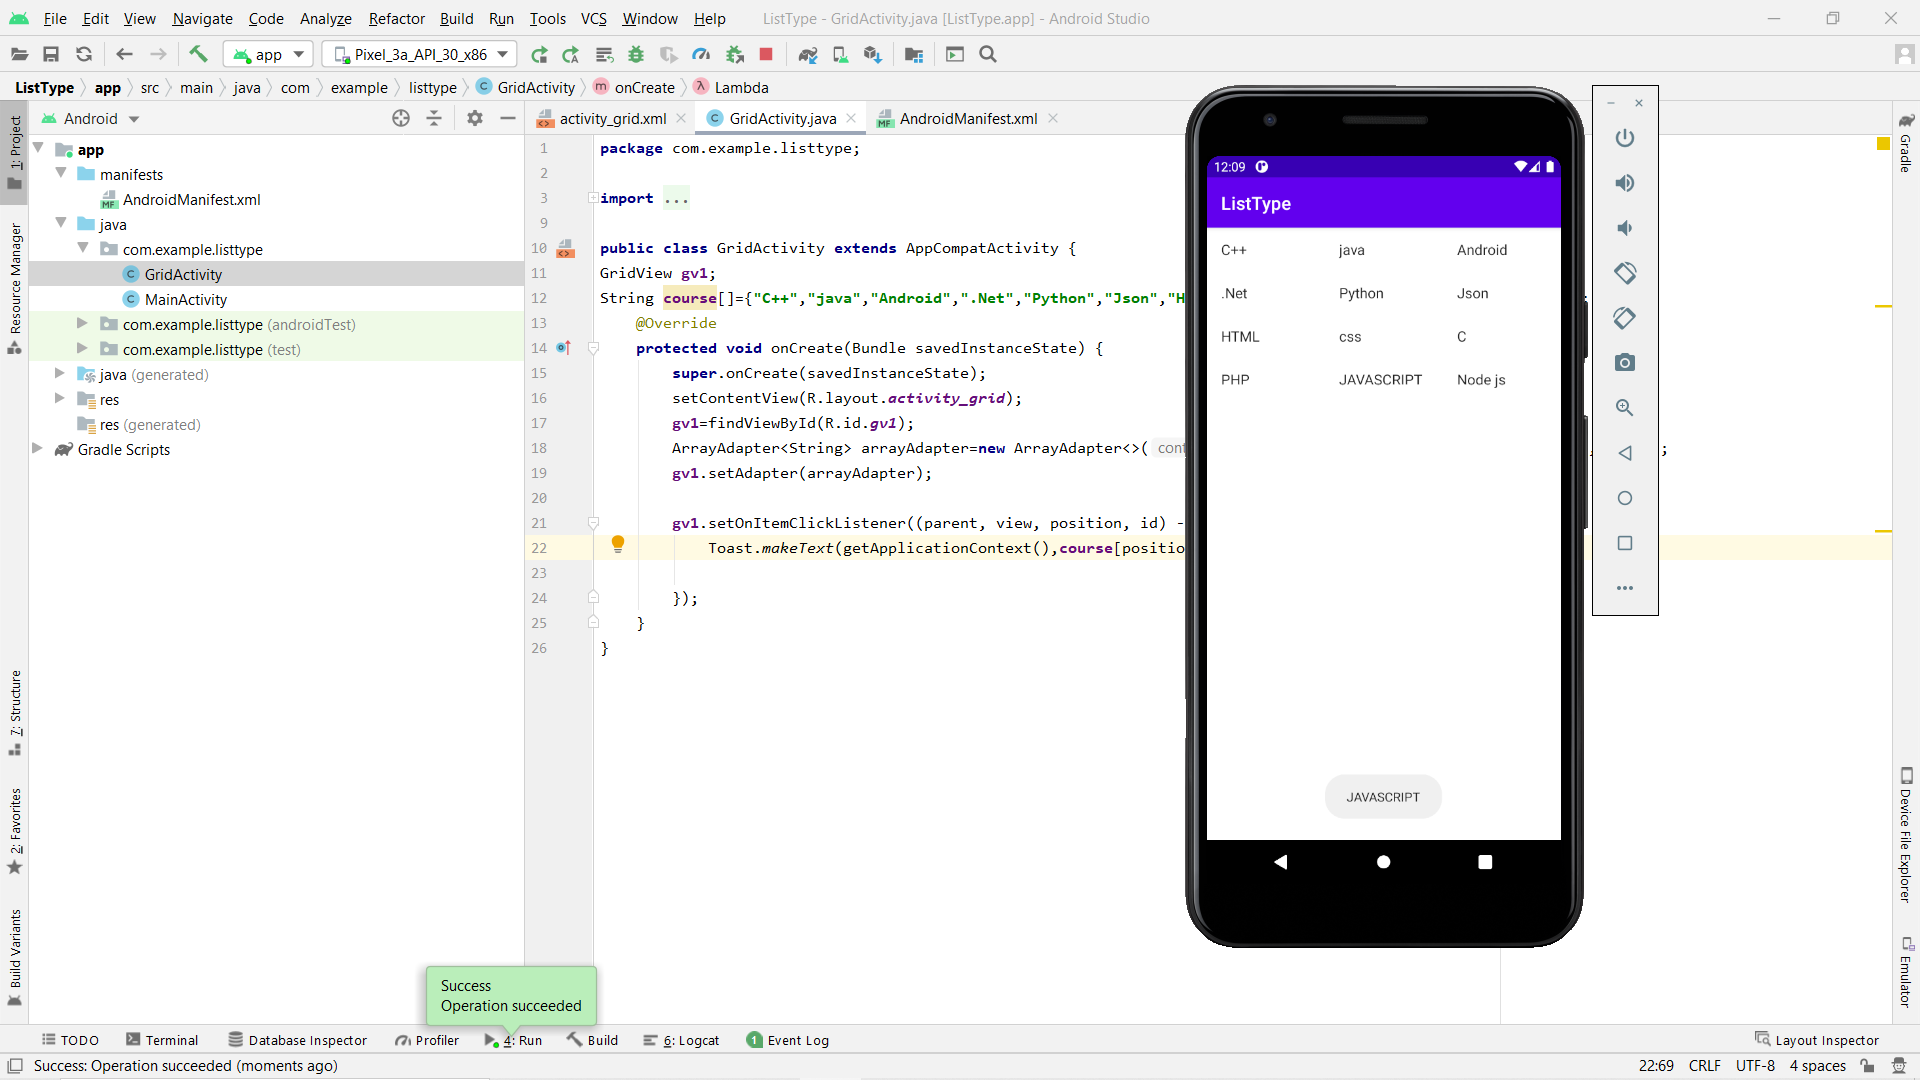 File Edit View Navigate Code Analyze Refactor Build Run Tools VCS Window Help ListType - GridActivity.java [ListType.app] - Android Studio
app Pixel_3a_API_30_x86
ListType app src main java com example listtype GridActivity onCreate Lambda
Android
activity_grid.xml GridActivity.java AndroidManifest.xml
1: Project
Resource Manager
7: Structure
2: Favorites
Build Variants
app
manifests
AndroidManifest.xml
java
com.example.listtype
GridActivity
MainActivity
com.example.listtype (androidTest)
com.example.listtype (test)
java (generated)
res
res (generated)
Gradle Scripts
1 package com.example.listtype;
2
3 import ...
9
10 public class GridActivity extends AppCompatActivity {
11 GridView gv1;
12 String course[]={"C++","java","Android",".Net","Python","Json","H
13 @Override
14 protected void onCreate(Bundle savedInstanceState) {
15 super.onCreate(savedInstanceState);
16 setContentView(R.layout.activity_grid);
17 gv1=findViewById(R.id.gv1);
18 ArrayAdapter<String> arrayAdapter=new ArrayAdapter<>( cont ;
19 gv1.setAdapter(arrayAdapter);
20
21 gv1.setOnItemClickListener((parent, view, position, id) -
22 Toast.makeText(getApplicationContext(),course[positio
23
24 });
25 }
26 }
12:09
ListType
C++ java Android
.Net Python Json
HTML css C
PHP JAVASCRIPT Node js
JAVASCRIPT
Gradle
Device File Explorer
Emulator
Success
Operation succeeded
TODO Terminal Database Inspector Profiler 4: Run Build 6: Logcat 1 Event Log Layout Inspector
Success: Operation succeeded (moments ago) 22:69 CRLF UTF-8 4 spaces